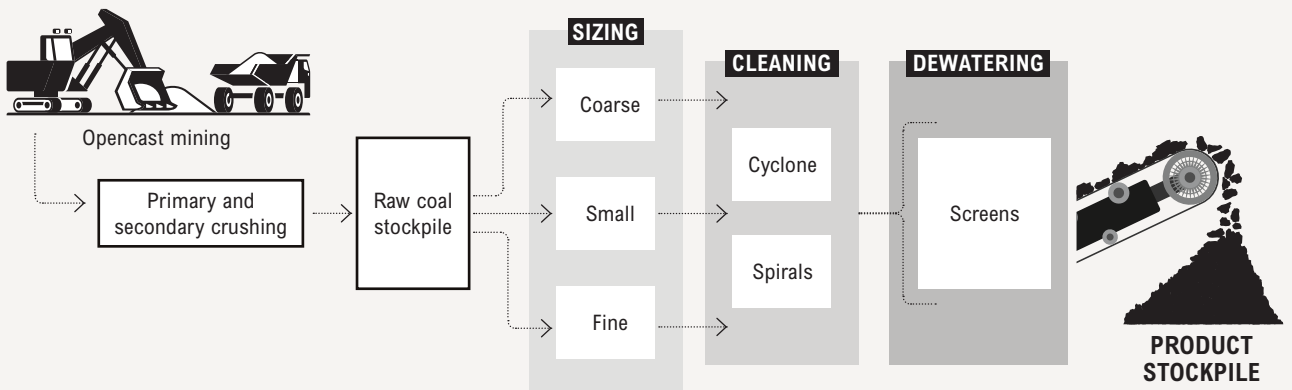 Opencast mining
Primary and
secondary crushing
Raw coal
stockpile
SIZING
Coarse
Small
Fine
CLEANING
Cyclone
Spirals
DEWATERING
Screens
PRODUCT
STOCKPILE